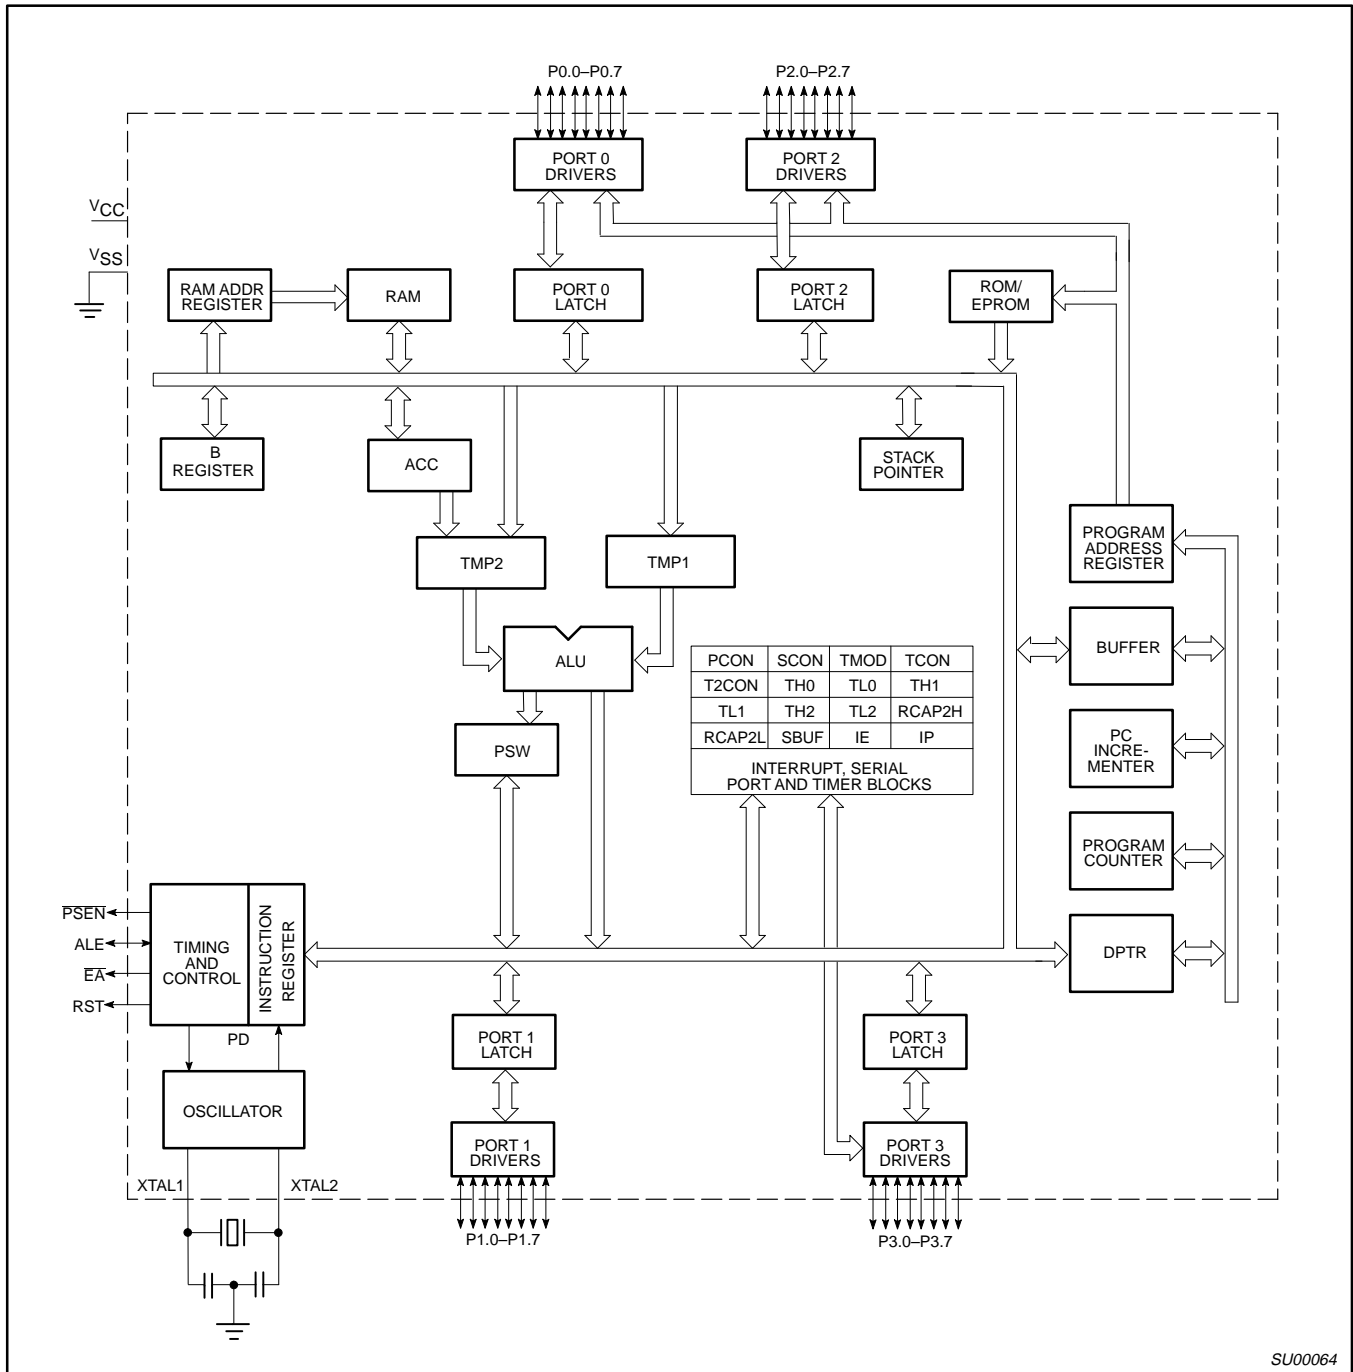 P0.0–P0.7
P2.0–P2.7
PORT 0
DRIVERS
PORT 2
DRIVERS
VCC
VSS
RAM ADDR
REGISTER
RAM
PORT 0
LATCH
PORT 2
LATCH
ROM/
EPROM
B
REGISTER
ACC
STACK
POINTER
TMP2
TMP1
PROGRAM
ADDRESS
REGISTER
ALU
BUFFER
PCON SCON TMOD TCON
T2CON TH0 TL0 TH1
TL1 TH2 TL2 RCAP2H
RCAP2L SBUF IE IP
INTERRUPT, SERIAL
PORT AND TIMER BLOCKS
PSW
PC
INCRE-
MENTER
PROGRAM
COUNTER
PSEN
ALE
EA
RST
TIMING
AND
CONTROL
INSTRUCTION
REGISTER
DPTR
PD
PORT 1
LATCH
PORT 3
LATCH
OSCILLATOR
PORT 1
DRIVERS
PORT 3
DRIVERS
XTAL1
XTAL2
P1.0–P1.7
P3.0–P3.7
SU00064